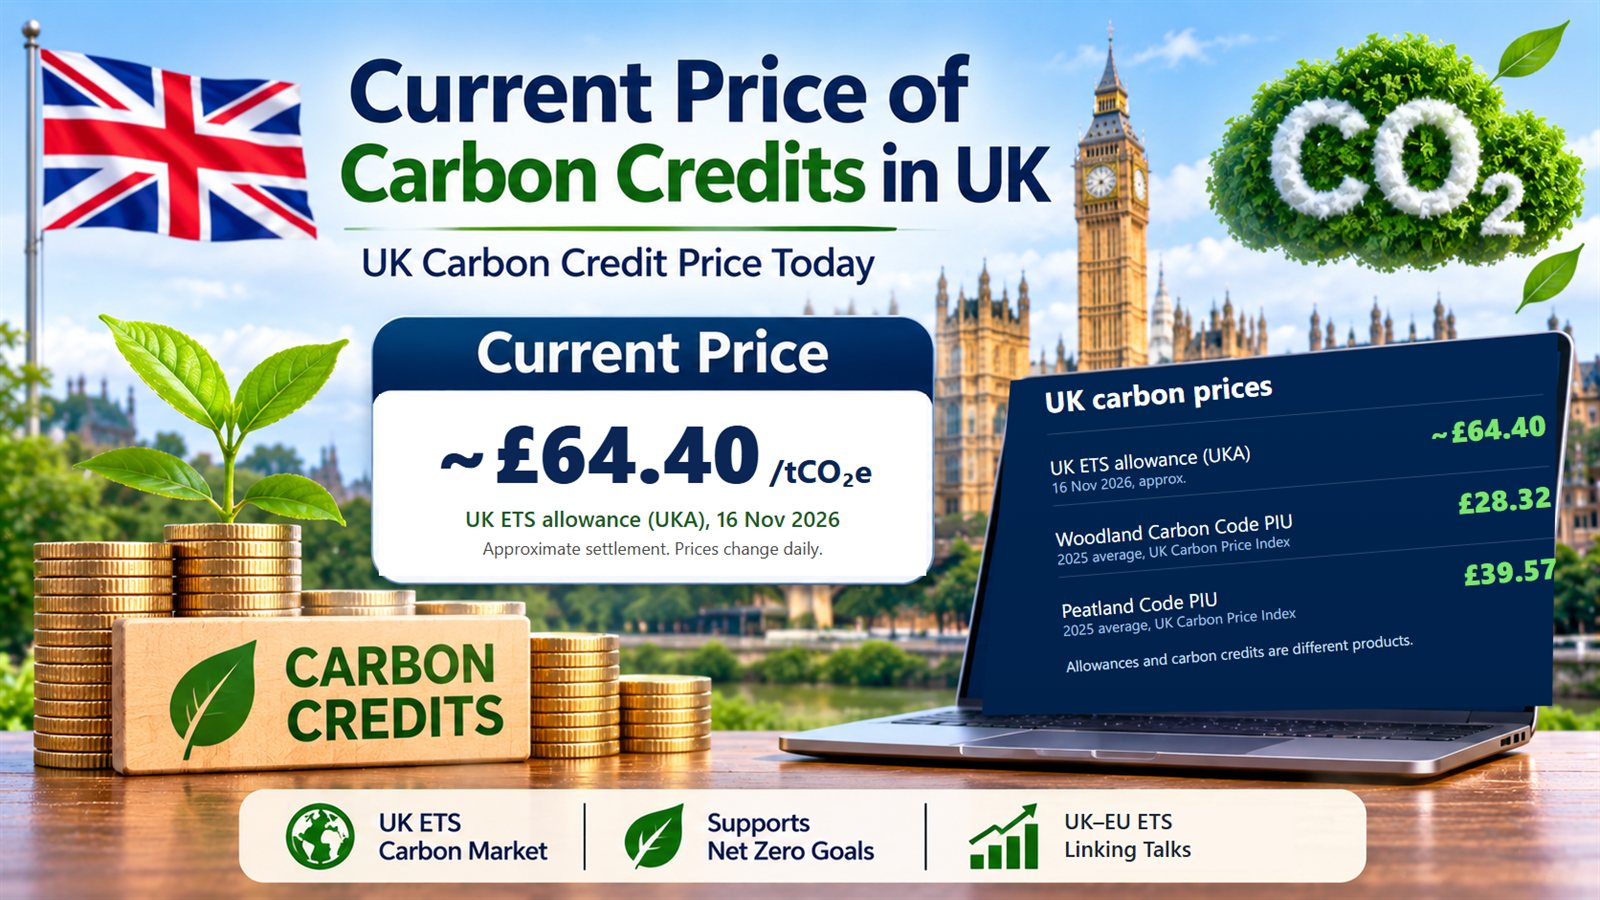 Current Price of
Carbon Credits in UK
UK Carbon Credit Price Today
CO₂
Current Price
~£64.40 /tCO₂e
UK ETS allowance (UKA), 16 Nov 2026
Approximate settlement. Prices change daily.
UK carbon prices
UK ETS allowance (UKA)
~£64.40
16 Nov 2026, approx.
Woodland Carbon Code PIU
£28.32
2025 average, UK Carbon Price Index
Peatland Code PIU
£39.57
2025 average, UK Carbon Price Index
Allowances and carbon credits are different products.
CARBON
CREDITS
UK ETS
Carbon Market
Supports
Net Zero Goals
UK–EU ETS
Linking Talks